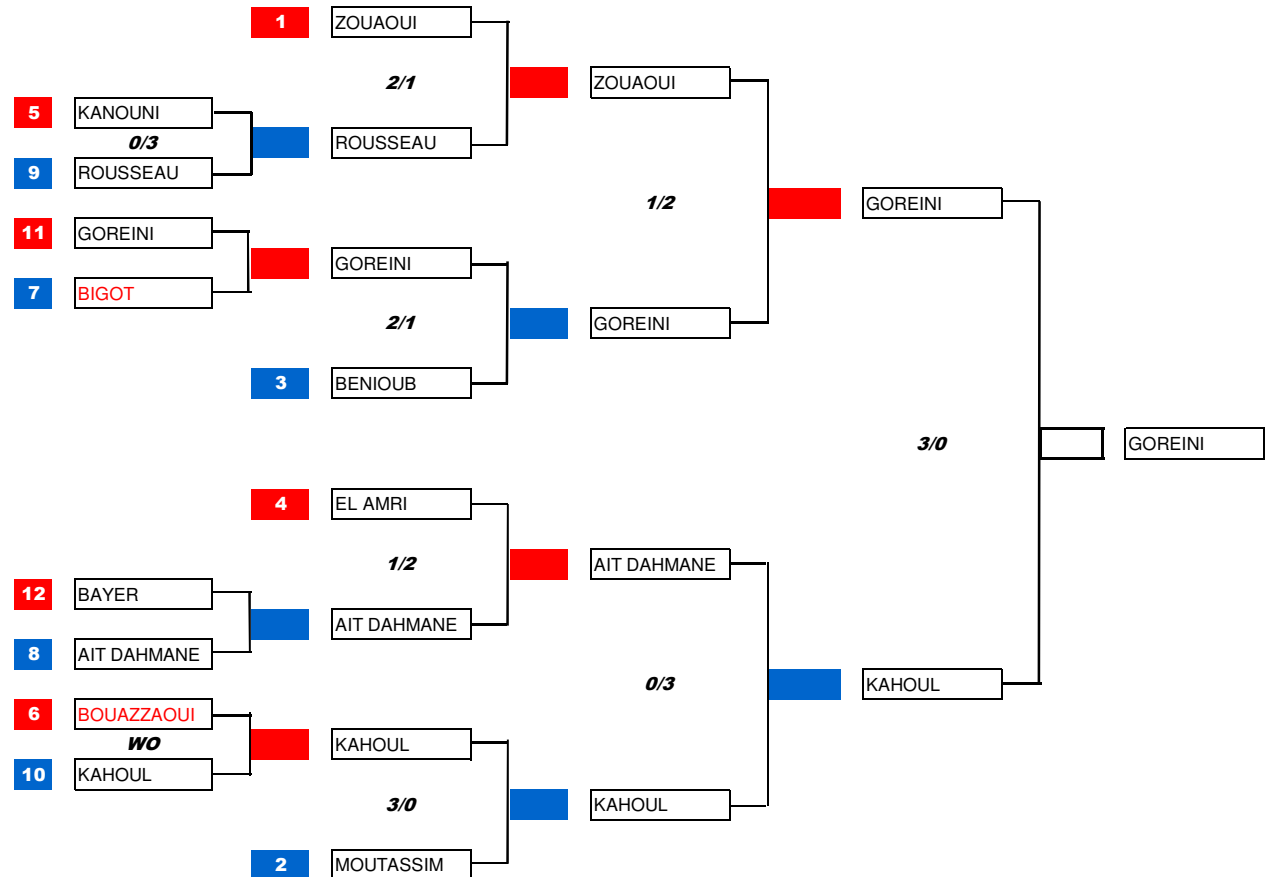 1 ZOUAOUI
2/1 ZOUAOUI
5 KANOUNI
0/3 ROUSSEAU
9 ROUSSEAU
1/2 GOREINI
11 GOREINI
GOREINI
7 BIGOT
2/1 GOREINI
3 BENIOUB
3/0 GOREINI
4 EL AMRI
1/2 AIT DAHMANE
12 BAYER
AIT DAHMANE
8 AIT DAHMANE
0/3 KAHOUL
6 BOUAZZAOUI
WO KAHOUL
10 KAHOUL
3/0 KAHOUL
2 MOUTASSIM